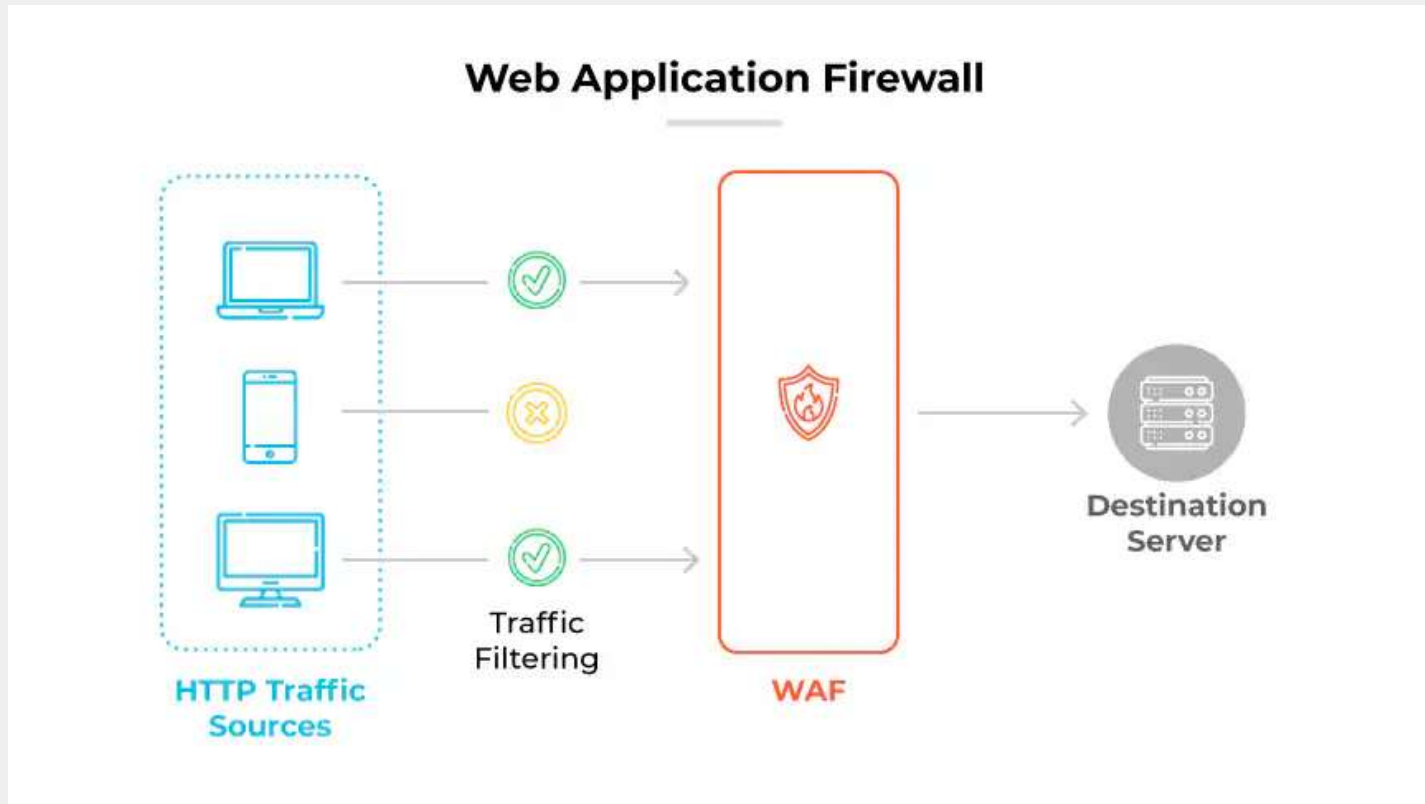 Web Application Firewall
Traffic
Filtering
HTTP Traffic
Sources
WAF
Destination
Server